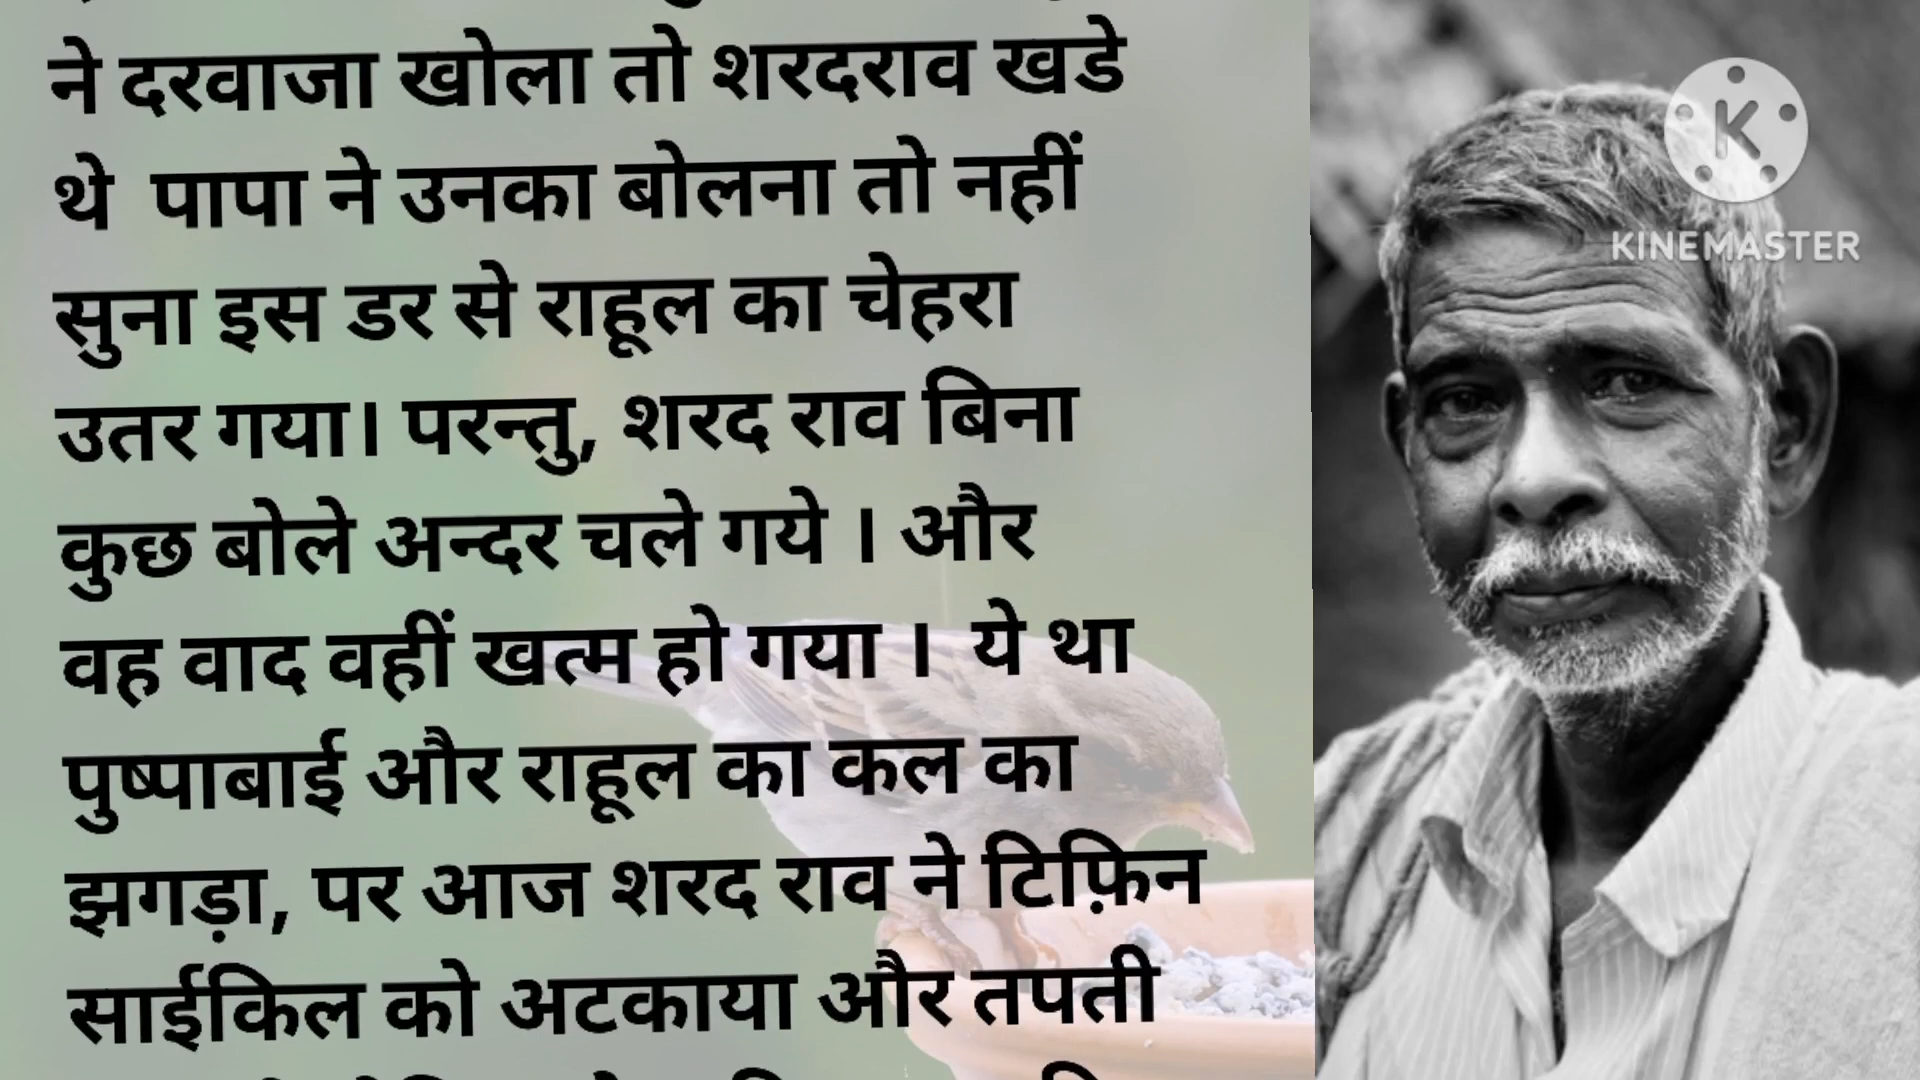 ने दरवाजा खोला तो शरदराव खडे
थे पापा ने उनका बोलना तो नहीं
सुना इस डर से राहूल का चेहरा
उतर गया। परन्तु, शरद राव बिना
कुछ बोले अन्दर चले गये । और
वह वाद वहीं खत्म हो गया । ये था
पुष्पाबाई और राहूल का कल का
झगड़ा, पर आज शरद राव ने टिफ़िन
साईकिल को अटकाया और तपती
K
KINEMASTER